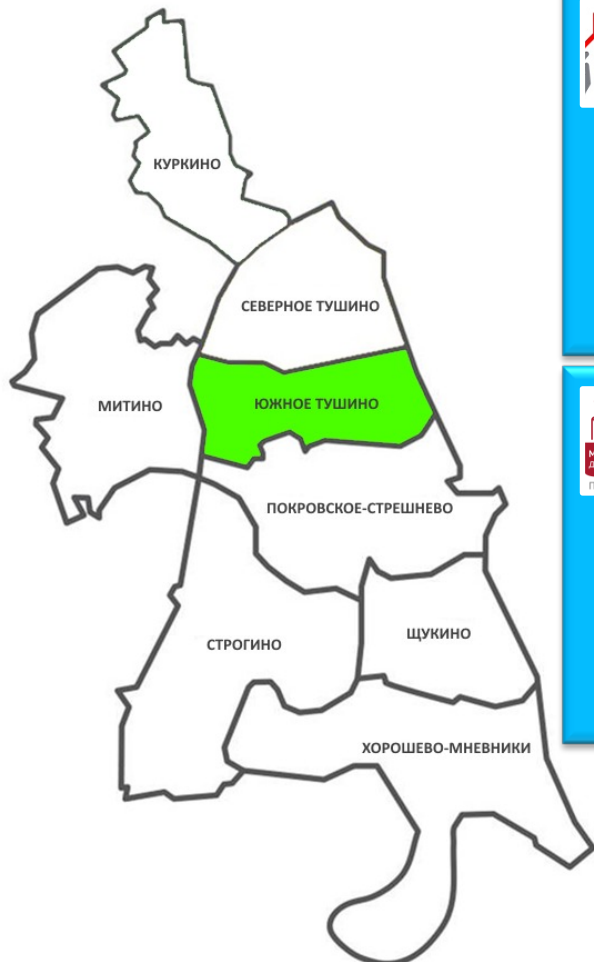 КУРКИНО
СЕВЕРНОЕ ТУШИНО
МИТИНО
ЮЖНОЕ ТУШИНО
ПОКРОВСКОЕ-СТРЕШНЕВО
СТРОГИНО
ЩУКИНО
ХОРОШЕВО-МНЕВНИКИ